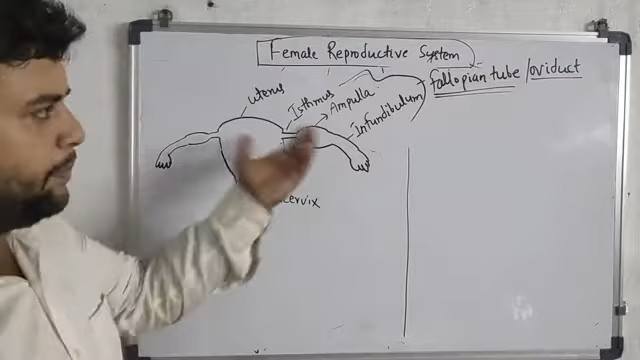 Female Reproductive System
fallopian tube / oviduct
uterus
Isthmus
Ampulla
Infundibulum
cervix